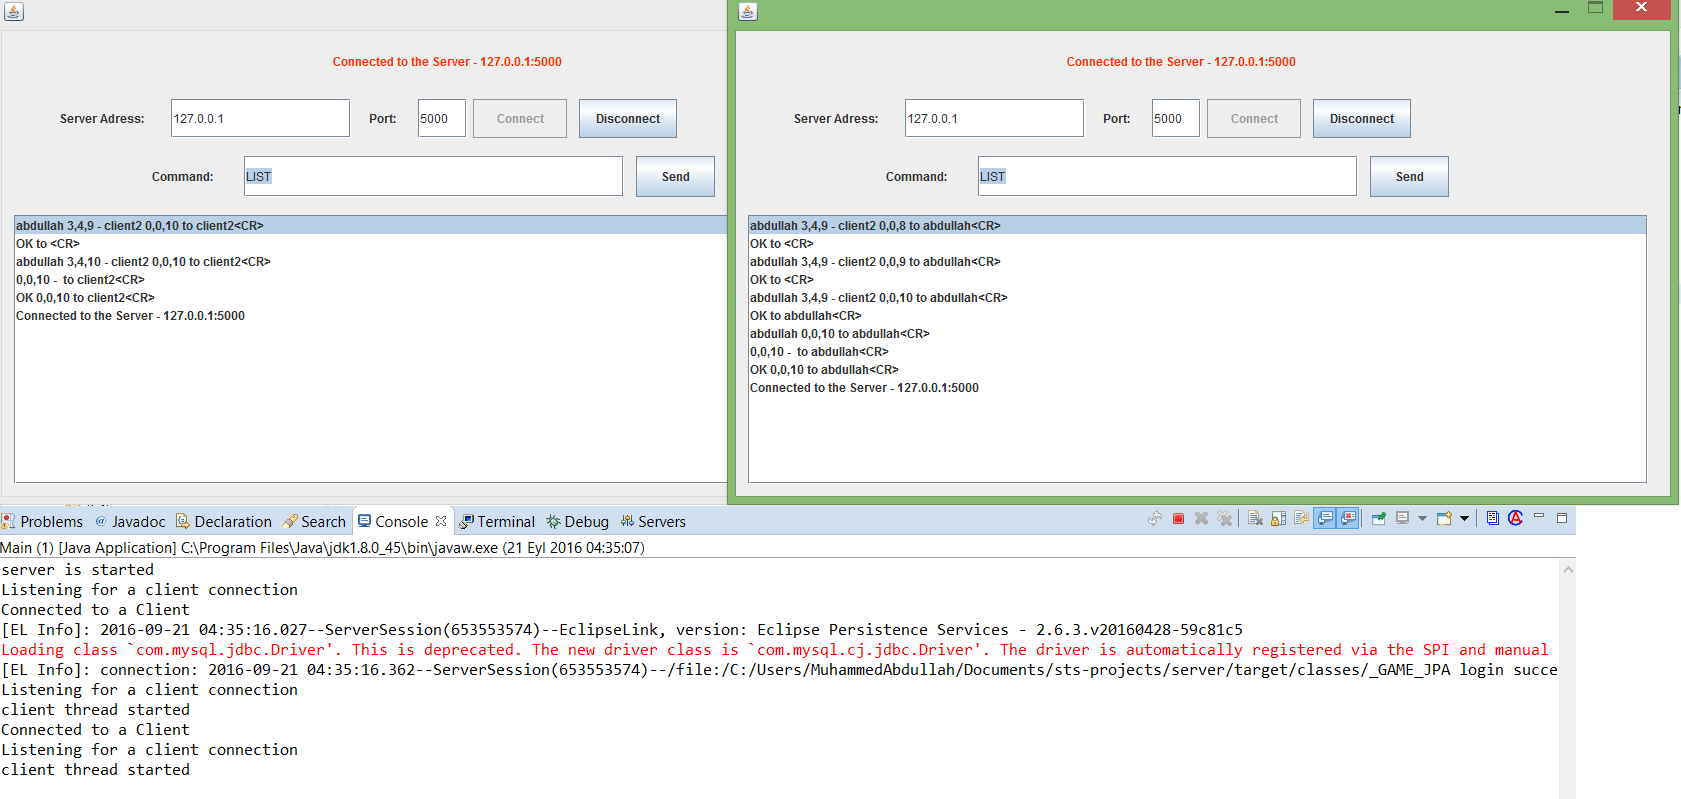 Connected to the Server - 127.0.0.1:5000
Server Adress: 127.0.0.1 Port: 5000 Connect Disconnect
Command: LIST Send
abdullah 3,4,9 - client2 0,0,10 to client2<CR>
OK to <CR>
abdullah 3,4,10 - client2 0,0,10 to client2<CR>
0,0,10 -  to client2<CR>
OK 0,0,10 to client2<CR>
Connected to the Server - 127.0.0.1:5000
Connected to the Server - 127.0.0.1:5000
Server Adress: 127.0.0.1 Port: 5000 Connect Disconnect
Command: LIST Send
abdullah 3,4,9 - client2 0,0,8 to abdullah<CR>
OK to <CR>
abdullah 3,4,9 - client2 0,0,9 to abdullah<CR>
OK to <CR>
abdullah 3,4,9 - client2 0,0,10 to abdullah<CR>
OK to abdullah<CR>
abdullah 0,0,10 to abdullah<CR>
0,0,10 -  to abdullah<CR>
OK 0,0,10 to abdullah<CR>
Connected to the Server - 127.0.0.1:5000
Problems @ Javadoc Declaration Search Console Terminal Debug Servers
Main (1) [Java Application] C:\Program Files\Java\jdk1.8.0_45\bin\javaw.exe (21 Eyl 2016 04:35:07)
server is started
Listening for a client connection
Connected to a Client
[EL Info]: 2016-09-21 04:35:16.027--ServerSession(653553574)--EclipseLink, version: Eclipse Persistence Services - 2.6.3.v20160428-59c81c5
Loading class `com.mysql.jdbc.Driver'. This is deprecated. The new driver class is `com.mysql.cj.jdbc.Driver'. The driver is automatically registered via the SPI and manual
[EL Info]: connection: 2016-09-21 04:35:16.362--ServerSession(653553574)--/file:/C:/Users/MuhammedAbdullah/Documents/sts-projects/server/target/classes/_GAME_JPA login succe
Listening for a client connection
client thread started
Connected to a Client
Listening for a client connection
client thread started